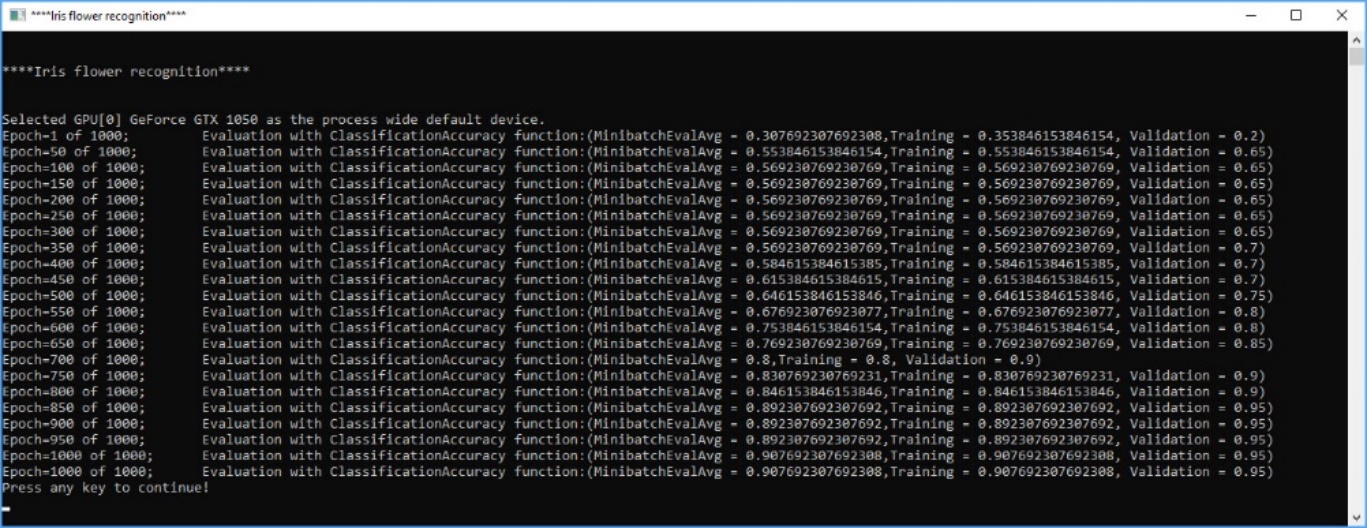 ****Iris flower recognition****
****Iris flower recognition****
Selected GPU[0] GeForce GTX 1050 as the process wide default device.
Epoch=1 of 1000; Evaluation with ClassificationAccuracy function:(MinibatchEvalAvg = 0.307692307692308,Training = 0.353846153846154, Validation = 0.2)
Epoch=50 of 1000; Evaluation with ClassificationAccuracy function:(MinibatchEvalAvg = 0.553846153846154,Training = 0.553846153846154, Validation = 0.65)
Epoch=100 of 1000; Evaluation with ClassificationAccuracy function:(MinibatchEvalAvg = 0.569230769230769,Training = 0.569230769230769, Validation = 0.65)
Epoch=150 of 1000; Evaluation with ClassificationAccuracy function:(MinibatchEvalAvg = 0.569230769230769,Training = 0.569230769230769, Validation = 0.65)
Epoch=200 of 1000; Evaluation with ClassificationAccuracy function:(MinibatchEvalAvg = 0.569230769230769,Training = 0.569230769230769, Validation = 0.65)
Epoch=250 of 1000; Evaluation with ClassificationAccuracy function:(MinibatchEvalAvg = 0.569230769230769,Training = 0.569230769230769, Validation = 0.65)
Epoch=300 of 1000; Evaluation with ClassificationAccuracy function:(MinibatchEvalAvg = 0.569230769230769,Training = 0.569230769230769, Validation = 0.65)
Epoch=350 of 1000; Evaluation with ClassificationAccuracy function:(MinibatchEvalAvg = 0.569230769230769,Training = 0.569230769230769, Validation = 0.7)
Epoch=400 of 1000; Evaluation with ClassificationAccuracy function:(MinibatchEvalAvg = 0.584615384615385,Training = 0.584615384615385, Validation = 0.7)
Epoch=450 of 1000; Evaluation with ClassificationAccuracy function:(MinibatchEvalAvg = 0.615384615384615,Training = 0.615384615384615, Validation = 0.7)
Epoch=500 of 1000; Evaluation with ClassificationAccuracy function:(MinibatchEvalAvg = 0.646153846153846,Training = 0.646153846153846, Validation = 0.75)
Epoch=550 of 1000; Evaluation with ClassificationAccuracy function:(MinibatchEvalAvg = 0.676923076923077,Training = 0.676923076923077, Validation = 0.8)
Epoch=600 of 1000; Evaluation with ClassificationAccuracy function:(MinibatchEvalAvg = 0.753846153846154,Training = 0.753846153846154, Validation = 0.8)
Epoch=650 of 1000; Evaluation with ClassificationAccuracy function:(MinibatchEvalAvg = 0.769230769230769,Training = 0.769230769230769, Validation = 0.85)
Epoch=700 of 1000; Evaluation with ClassificationAccuracy function:(MinibatchEvalAvg = 0.8,Training = 0.8, Validation = 0.9)
Epoch=750 of 1000; Evaluation with ClassificationAccuracy function:(MinibatchEvalAvg = 0.830769230769231,Training = 0.830769230769231, Validation = 0.9)
Epoch=800 of 1000; Evaluation with ClassificationAccuracy function:(MinibatchEvalAvg = 0.846153846153846,Training = 0.846153846153846, Validation = 0.9)
Epoch=850 of 1000; Evaluation with ClassificationAccuracy function:(MinibatchEvalAvg = 0.892307692307692,Training = 0.892307692307692, Validation = 0.95)
Epoch=900 of 1000; Evaluation with ClassificationAccuracy function:(MinibatchEvalAvg = 0.892307692307692,Training = 0.892307692307692, Validation = 0.95)
Epoch=950 of 1000; Evaluation with ClassificationAccuracy function:(MinibatchEvalAvg = 0.892307692307692,Training = 0.892307692307692, Validation = 0.95)
Epoch=1000 of 1000; Evaluation with ClassificationAccuracy function:(MinibatchEvalAvg = 0.907692307692308,Training = 0.907692307692308, Validation = 0.95)
Epoch=1000 of 1000; Evaluation with ClassificationAccuracy function:(MinibatchEvalAvg = 0.907692307692308,Training = 0.907692307692308, Validation = 0.95)
Press any key to continue!